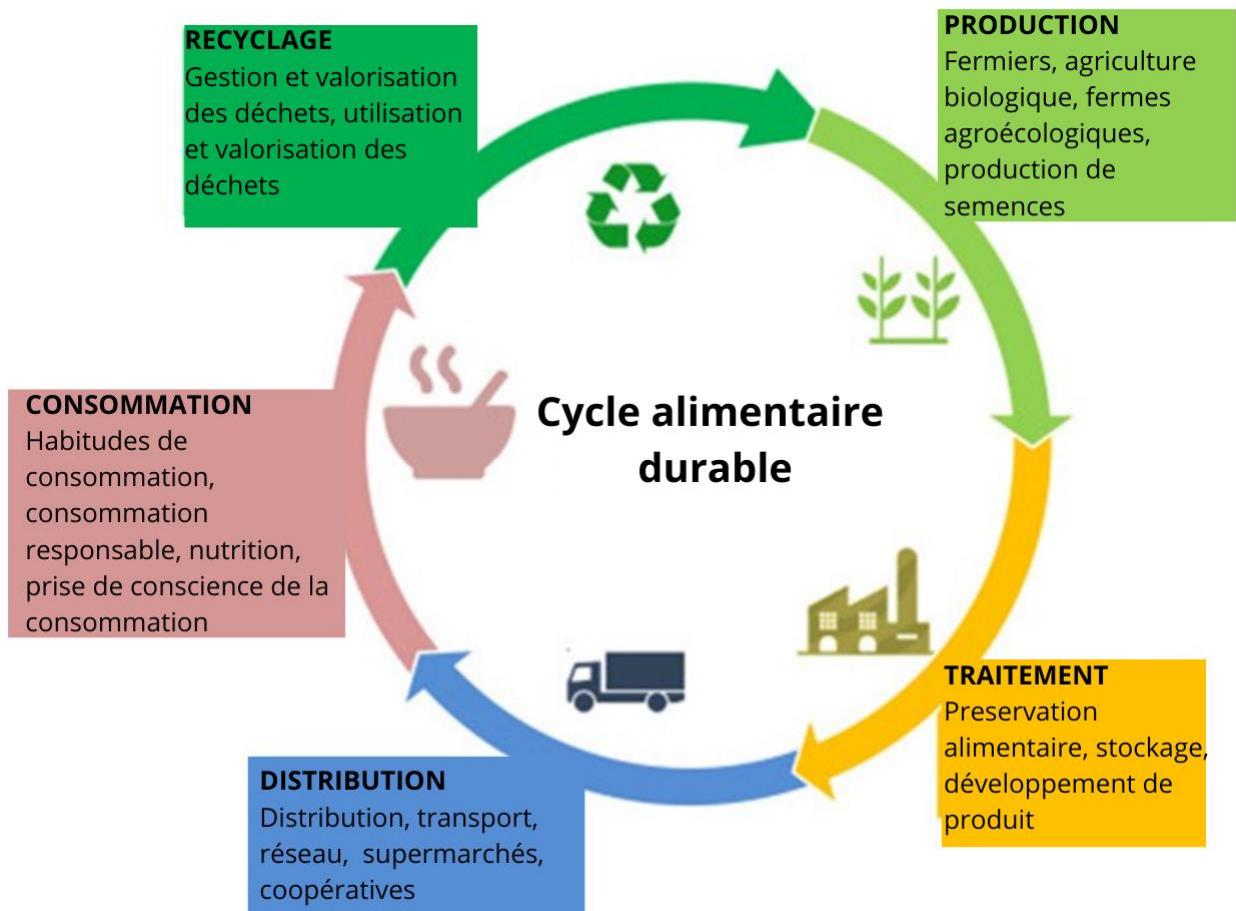 RECYCLAGE
Gestion et valorisation
des déchets, utilisation
et valorisation des
déchets
PRODUCTION
Fermiers, agriculture
biologique, fermes
agroécologiques,
production de
semences
Cycle alimentaire
durable
CONSOMMATION
Habitudes de
consommation,
consommation
responsable, nutrition,
prise de conscience de la
consommation
TRAITEMENT
Preservation
alimentaire, stockage,
développement de
produit
DISTRIBUTION
Distribution, transport,
réseau, supermarchés,
coopératives